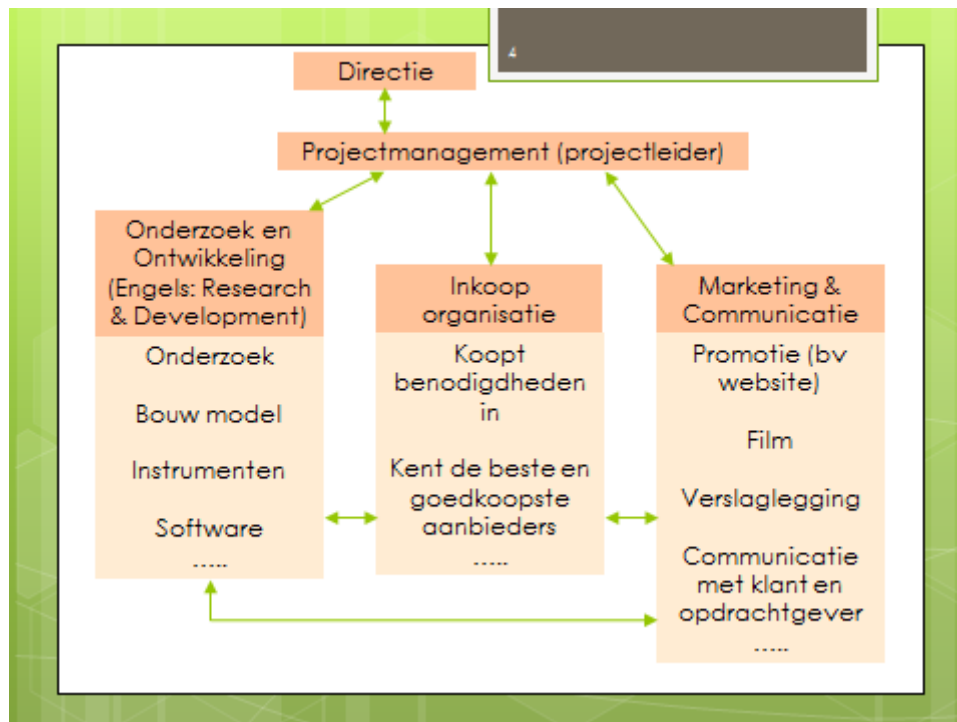 4
Directie
Projectmanagement (projectleider)
Onderzoek en
Ontwikkeling
(Engels: Research
& Development)
Onderzoek
Bouw model
Instrumenten
Software
.....
Inkoop
organisatie
Koopt
benodigdheden
in
Kent de beste en
goedkoopste
aanbieders
.....
Marketing &
Communicatie
Promotie (bv
website)
Film
Verslaglegging
Communicatie
met klant en
opdrachtgever
.....